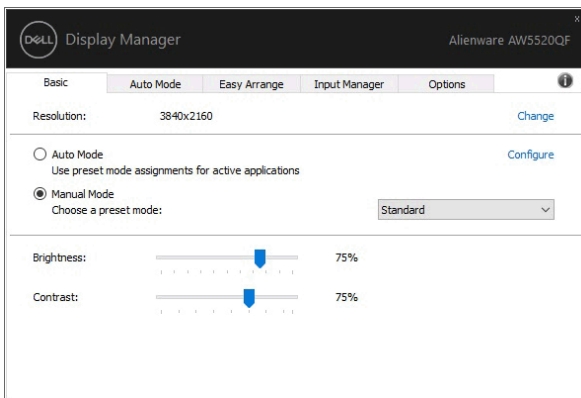 DELL Display Manager Alienware AW5520QF
Basic Auto Mode Easy Arrange Input Manager Options
Resolution: 3840x2160 Change
Auto Mode Configure
Use preset mode assignments for active applications
Manual Mode
Choose a preset mode: Standard
Brightness: 75%
Contrast: 75%